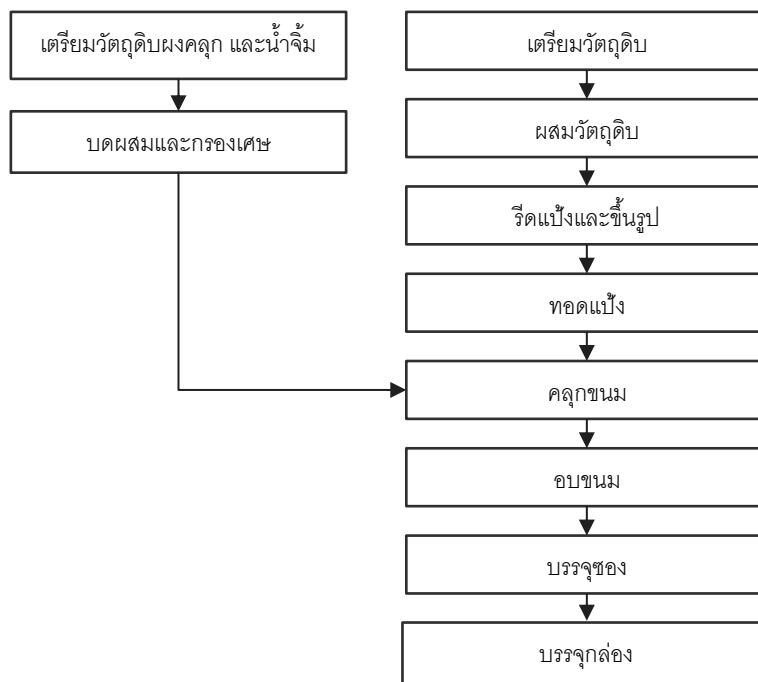 เตรียมวัตถุดิบผงคลุก และน้ำจิ้ม
บดผสมและกรองเศษ
เตรียมวัตถุดิบ
ผสมวัตถุดิบ
รีดแป้งและขึ้นรูป
ทอดแป้ง
คลุกขนม
อบขนม
บรรจุซอง
บรรจุกล่อง